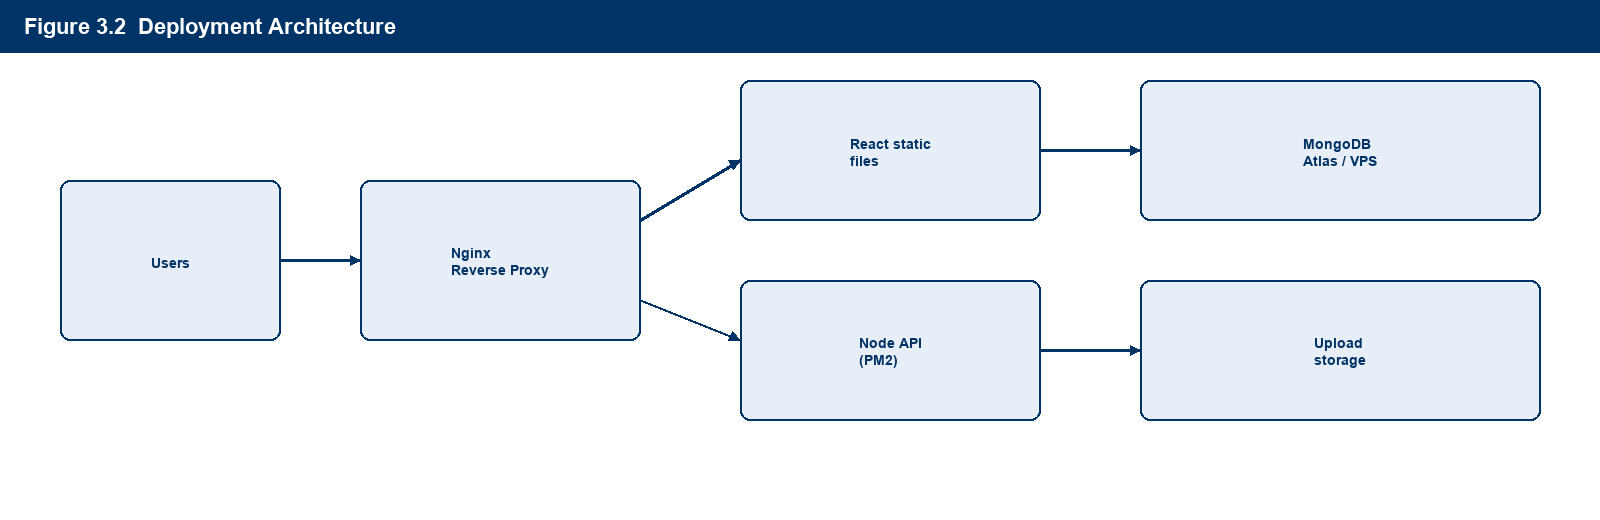 Figure 3.2  Deployment Architecture
Users
Nginx
Reverse Proxy
React static
files
MongoDB
Atlas / VPS
Node API
(PM2)
Upload
storage